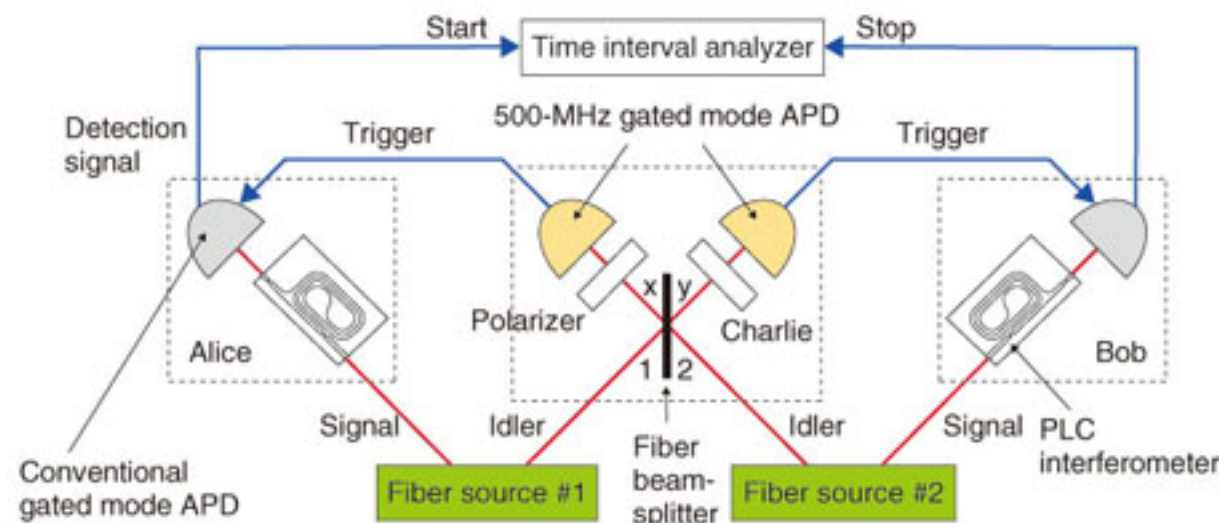 Start
Time interval analyzer
Stop
Detection
signal
Trigger
500-MHz gated mode APD
Trigger
x
y
Polarizer
Charlie
Alice
1
2
Bob
Signal
Idler
Idler
Signal
PLC
interferometer
Conventional
gated mode APD
Fiber source #1
Fiber
beam-
splitter
Fiber source #2